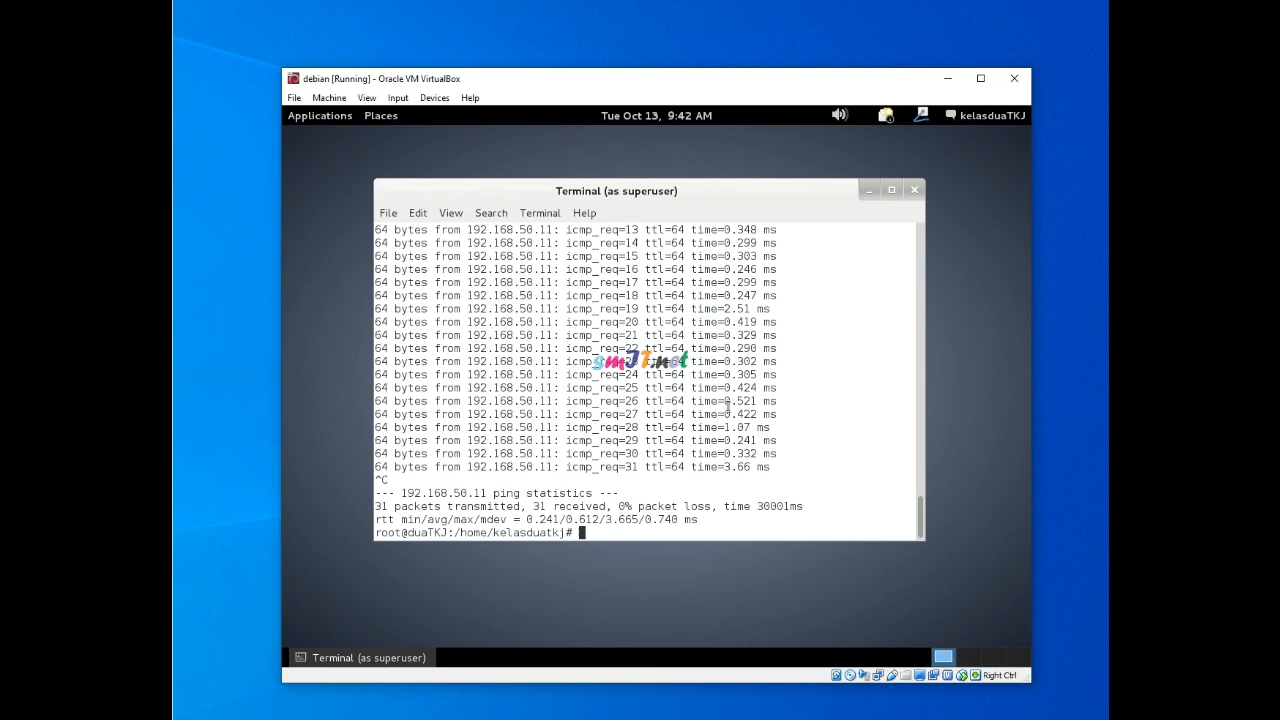 debian [Running] - Oracle VM VirtualBox
File Machine View Input Devices Help
Applications Places Tue Oct 13, 9:42 AM kelasduaTKJ
Terminal (as superuser)
File Edit View Search Terminal Help
64 bytes from 192.168.50.11: icmp_req=13 ttl=64 time=0.348 ms
64 bytes from 192.168.50.11: icmp_req=14 ttl=64 time=0.299 ms
64 bytes from 192.168.50.11: icmp_req=15 ttl=64 time=0.303 ms
64 bytes from 192.168.50.11: icmp_req=16 ttl=64 time=0.246 ms
64 bytes from 192.168.50.11: icmp_req=17 ttl=64 time=0.299 ms
64 bytes from 192.168.50.11: icmp_req=18 ttl=64 time=0.247 ms
64 bytes from 192.168.50.11: icmp_req=19 ttl=64 time=2.51 ms
64 bytes from 192.168.50.11: icmp_req=20 ttl=64 time=0.419 ms
64 bytes from 192.168.50.11: icmp_req=21 ttl=64 time=0.329 ms
64 bytes from 192.168.50.11: icmp_req=22 ttl=64 time=0.290 ms
64 bytes from 192.168.50.11: time=0.302 ms
smJT.net
64 bytes from 192.168.50.11: icmp_req=24 ttl=64 time=0.305 ms
64 bytes from 192.168.50.11: icmp_req=25 ttl=64 time=0.424 ms
64 bytes from 192.168.50.11: icmp_req=26 ttl=64 time=0.521 ms
64 bytes from 192.168.50.11: icmp_req=27 ttl=64 time=0.422 ms
64 bytes from 192.168.50.11: icmp_req=28 ttl=64 time=1.07 ms
64 bytes from 192.168.50.11: icmp_req=29 ttl=64 time=0.241 ms
64 bytes from 192.168.50.11: icmp_req=30 ttl=64 time=0.332 ms
64 bytes from 192.168.50.11: icmp_req=31 ttl=64 time=3.66 ms
^C
--- 192.168.50.11 ping statistics ---
31 packets transmitted, 31 received, 0% packet loss, time 30001ms
rtt min/avg/max/mdev = 0.241/0.612/3.665/0.740 ms
root@duaTKJ:/home/kelasduatkj#
Terminal (as superuser)
Right Ctrl